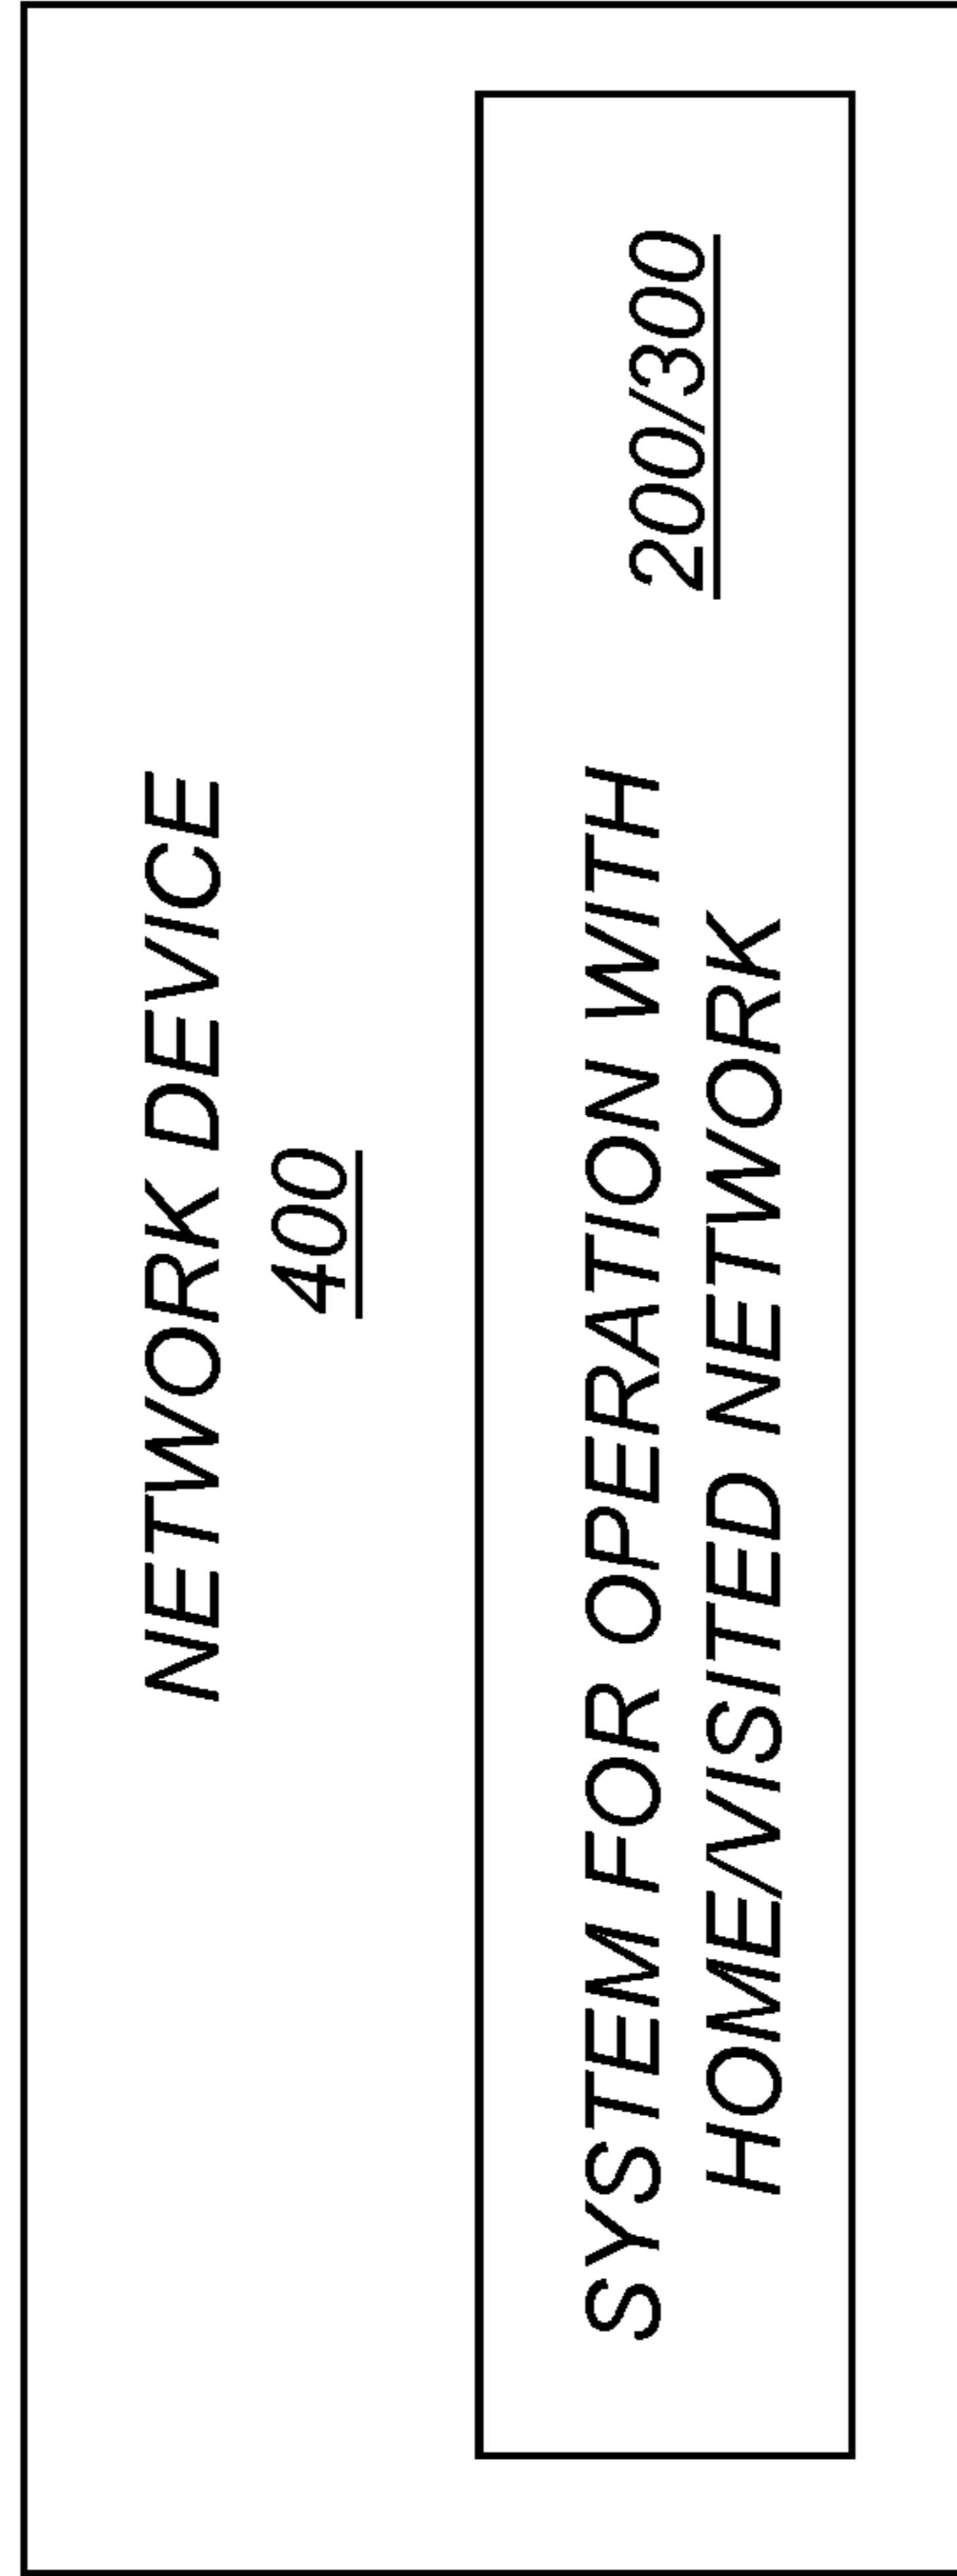 NETWORK DEVICE
400
SYSTEM FOR OPERATION WITH
HOME/VISITED NETWORK
200/300